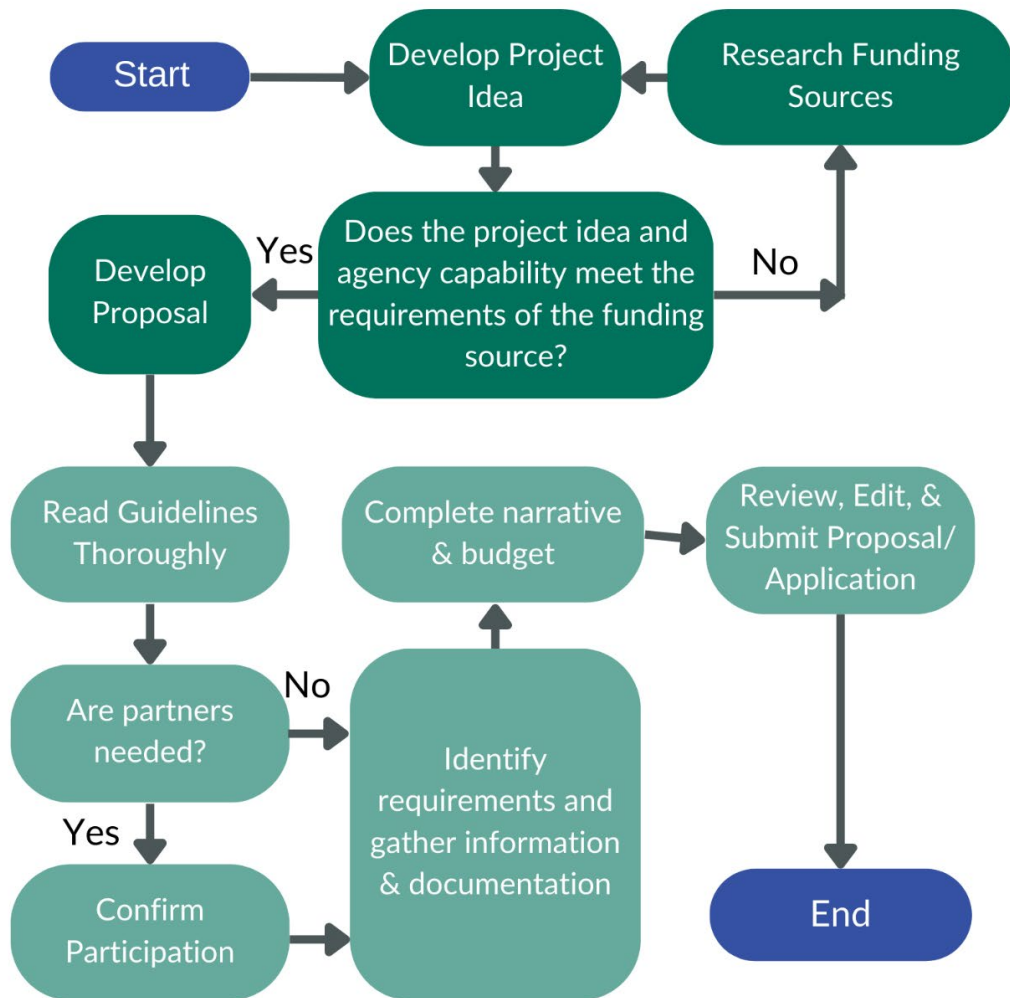 Start
Develop Project
Idea
Research Funding
Sources
Does the project idea and
agency capability meet the
requirements of the funding
source?
Yes
No
Develop
Proposal
Read Guidelines
Thoroughly
Are partners
needed?
No
Yes
Confirm
Participation
Identify
requirements and
gather information
& documentation
Complete narrative
& budget
Review, Edit, &
Submit Proposal/
Application
End